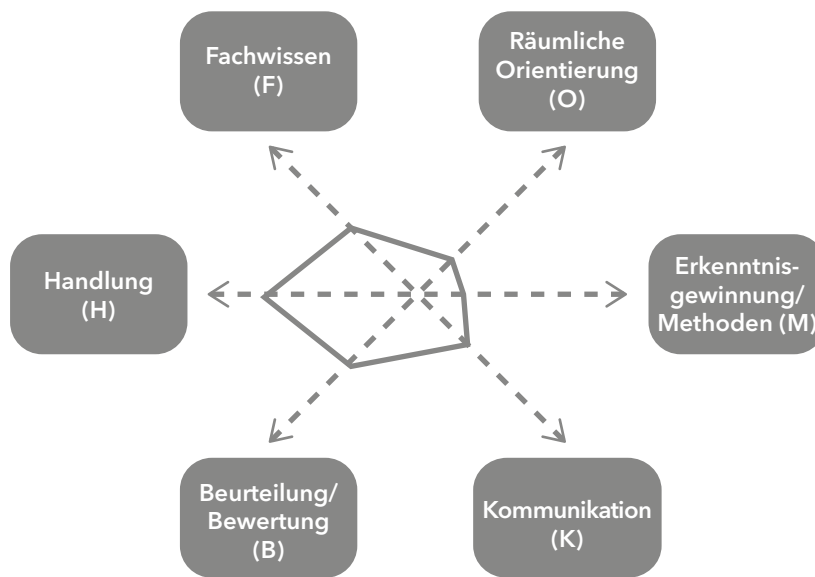 Fachwissen
(F)
Räumliche
Orientierung
(O)
Handlung
(H)
Erkenntnis-
gewinnung/
Methoden (M)
Beurteilung/
Bewertung
(B)
Kommunikation
(K)